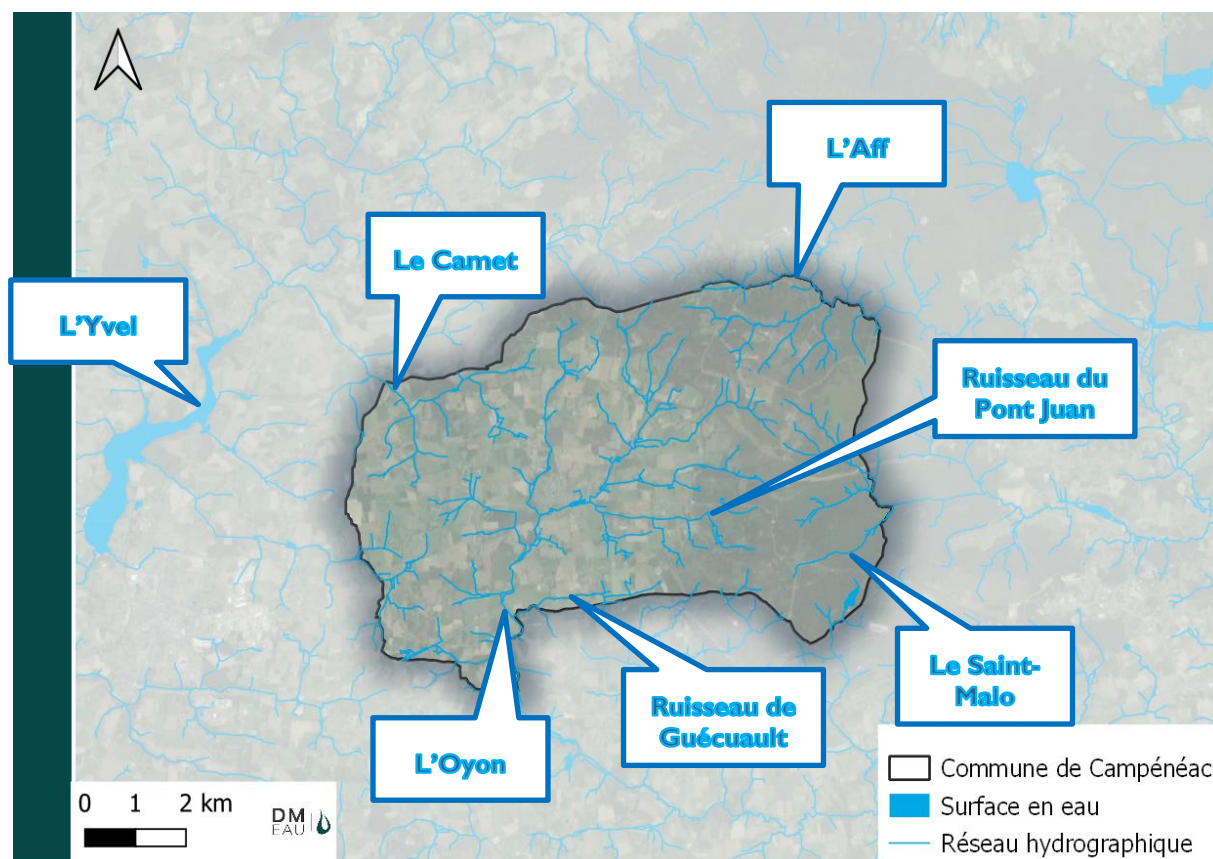 L'Aff
Le Camet
L'Yvel
Ruisseau du
Pont Juan
Le Saint-
Malo
Ruisseau de
Guécuault
L'Oyon
0 1 2 km
DM
EAU
Commune de Campénéac
Surface en eau
Réseau hydrographique